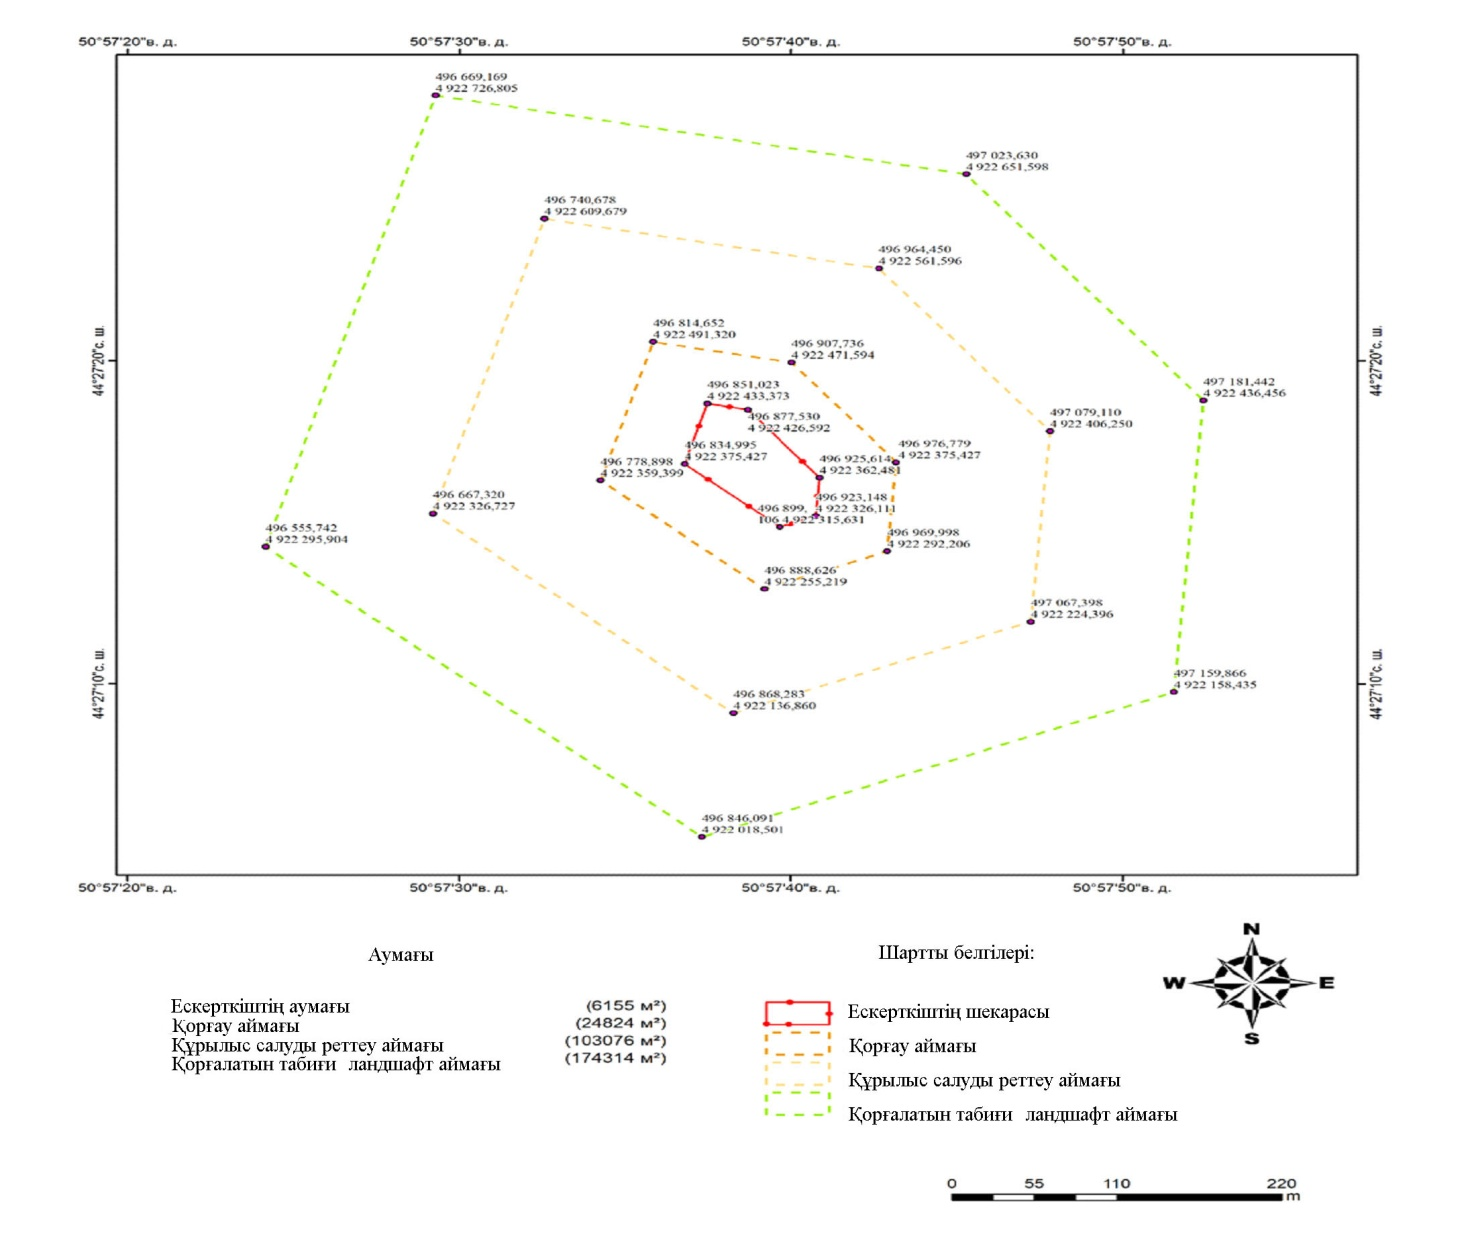 50°57'20"в. д.
50°57'30"в. д.
50°57'40"в. д.
50°57'50"в. д.
496 669,169
4 922 726,805
497 023,630
4 922 651,598
496 740,678
4 922 609,679
496 964,450
4 922 561,596
496 814,652
4 922 491,320
496 907,736
4 922 471,594
44°27'20"с. ш.
44°27'20"с. ш.
496 851,023
4 922 433,373
497 181,442
4 922 436,456
496 877,530
4 922 426,592
497 079,110
4 922 406,250
496 834,995
4 922 375,427
496 976,779
4 922 375,427
496 778,898
4 922 359,399
496 925,614
4 922 362,481
496 667,320
4 922 326,727
496 923,148
4 922 326,111
496 899,
106 4 922 315,631
496 555,742
4 922 295,904
496 969,998
4 922 292,206
496 888,626
4 922 255,219
497 067,398
4 922 224,396
44°27'10"с. ш.
44°27'10"с. ш.
497 159,866
4 922 158,435
496 868,283
4 922 136,860
496 846,091
4 922 018,501
50°57'20"в. д.
50°57'30"в. д.
50°57'40"в. д.
50°57'50"в. д.
Аумағы
Ескерткіштің аумағы (6155 м²)
Қорғау аймағы (24824 м²)
Құрылыс салуды реттеу аймағы (103076 м²)
Қорғалатын табиғи ландшафт аймағы (174314 м²)
Шартты белгілері:
Ескерткіштің шекарасы
Қорғау аймағы
Құрылыс салуды реттеу аймағы
Қорғалатын табиғи ландшафт аймағы
N
W E
S
0 55 110 220
m